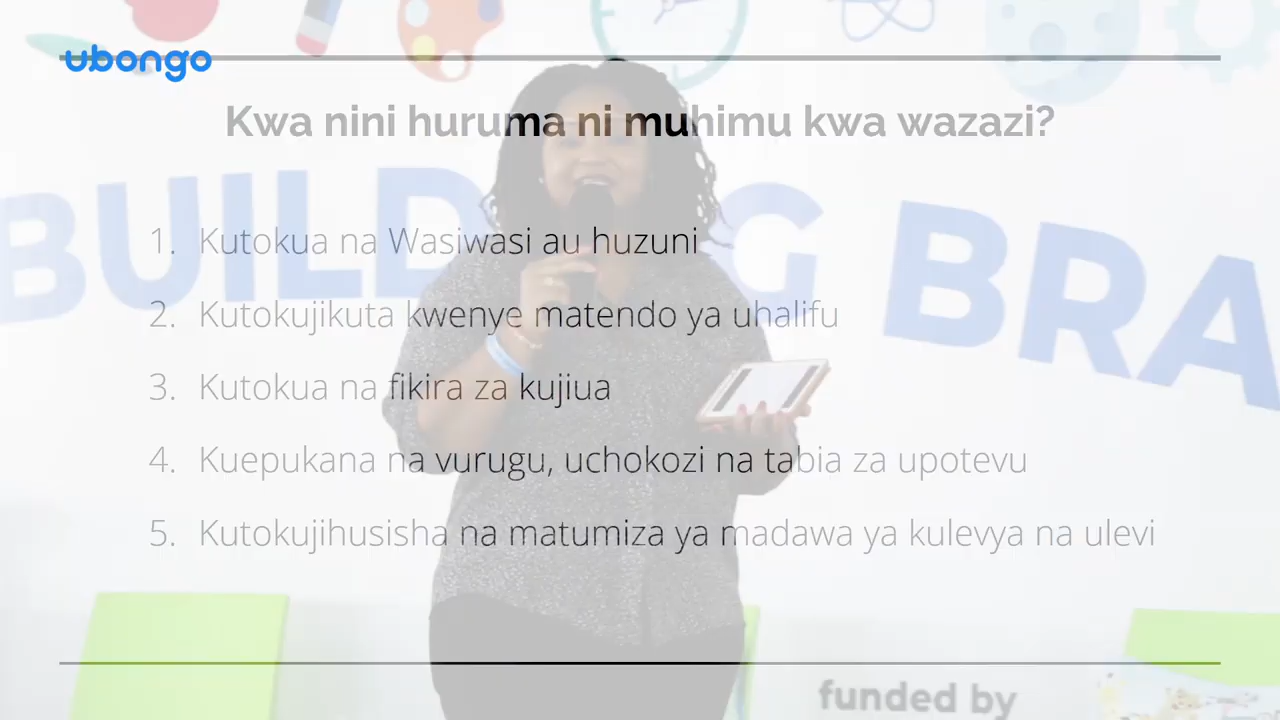 ubongo
Kwa nini huruma ni muhimu kwa wazazi?
BUILDING BRA
1. Kutokua na Wasiwasi au huzuni
2. Kutokujikuta kwenye matendo ya uhalifu
3. Kutokua na fikira za kujiua
4. Kuepukana na vurugu, uchokozi na tabia za upotevu
5. Kutokujihusisha na matumiza ya madawa ya kulevya na ulevi
funded by